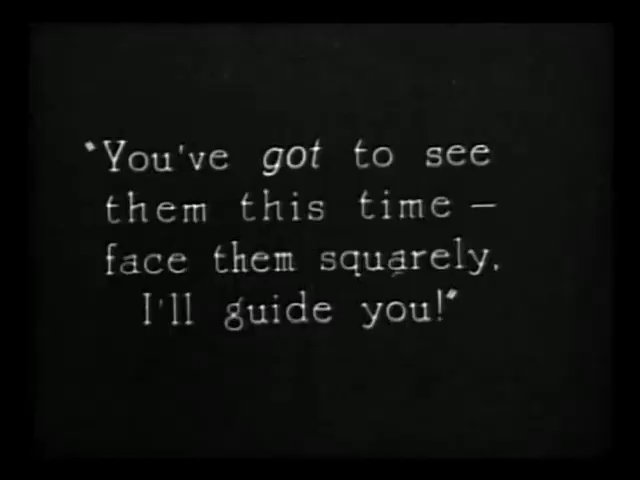 "You've got to see
them this time —
face them squarely.
I'll guide you!"